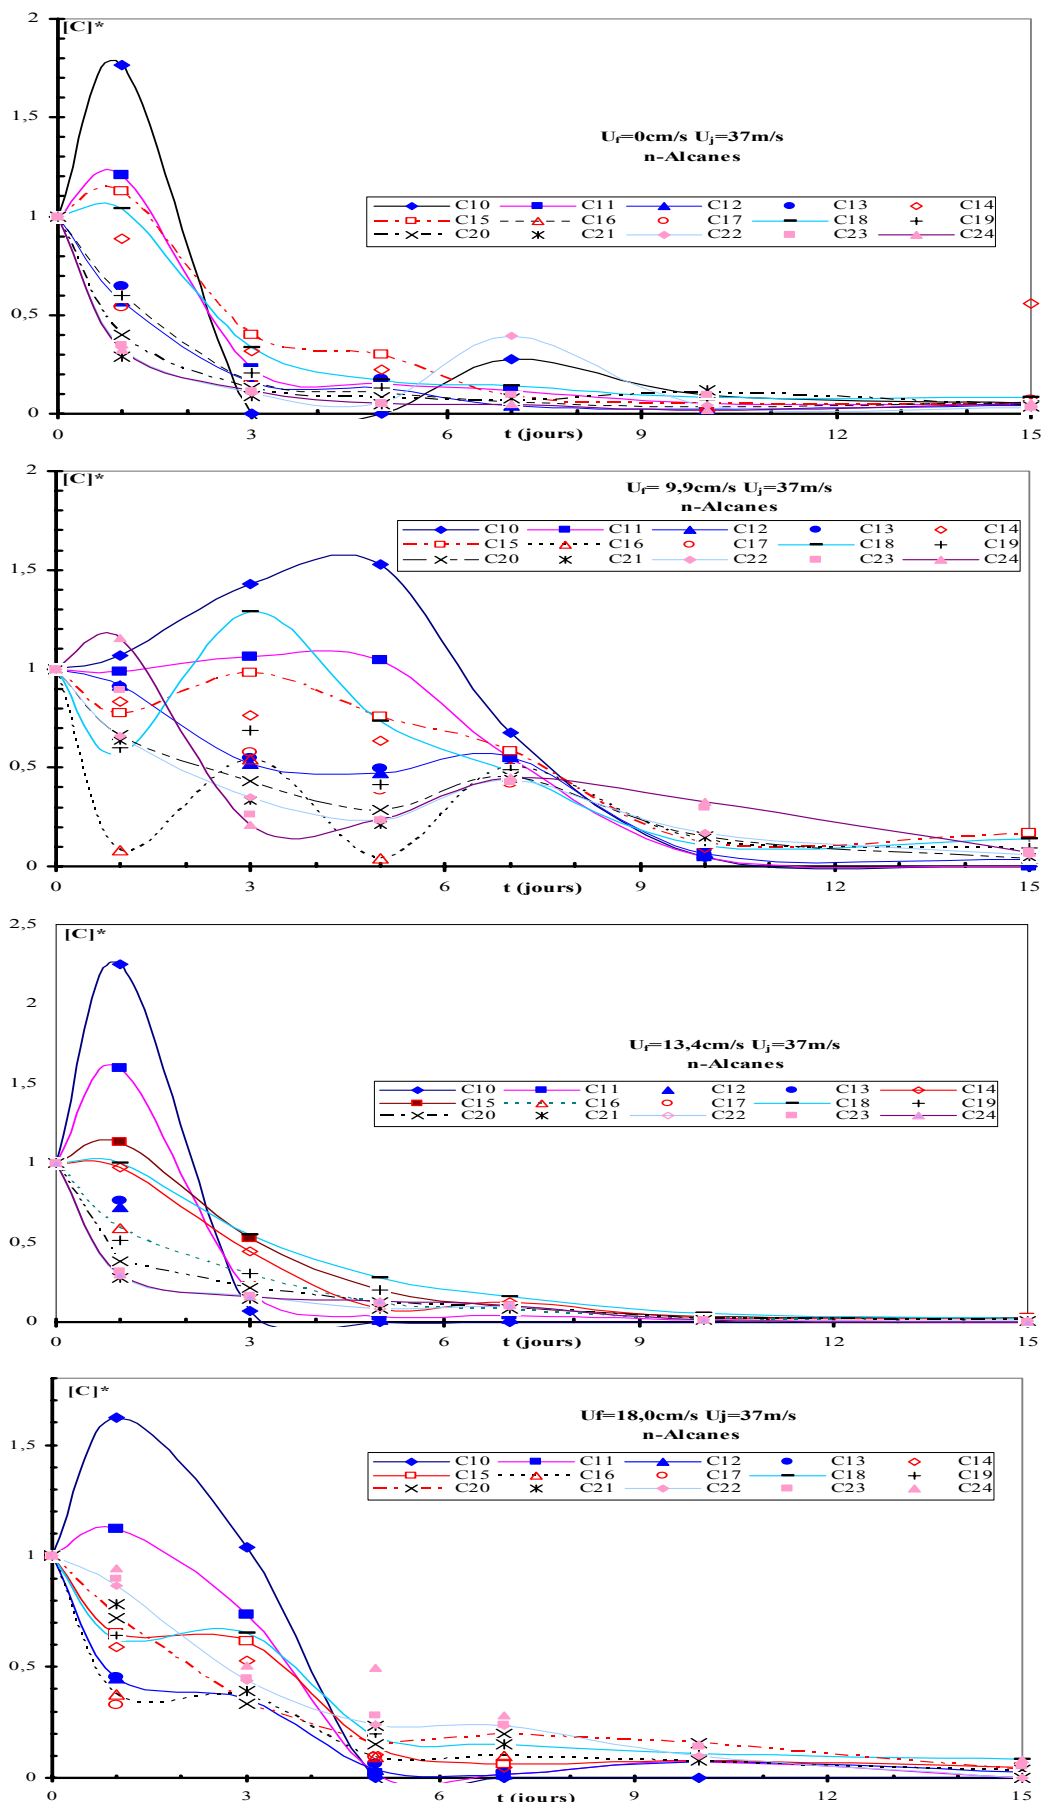 2
[C]*
1,5
U_f=0cm/s U_j=37m/s
n-Alcanes
C10 C11 C12 C13 C14
C15 C16 C17 C18 C19
C20 C21 C22 C23 C24
1
0,5
0
0 3 6 9 12 15
t (jours)
2
[C]*
U_f= 9,9cm/s U_j=37m/s
n-Alcanes
C10 C11 C12 C13 C14
C15 C16 C17 C18 C19
C20 C21 C22 C23 C24
1,5
1
0,5
0
0 3 6 9 12 15
t (jours)
2,5
[C]*
2
U_f=13,4cm/s U_j=37m/s
n-Alcanes
C10 C11 C12 C13 C14
C15 C16 C17 C18 C19
C20 C21 C22 C23 C24
1,5
1
0,5
0
0 3 6 9 12 15
t (jours)
[C]*
Uf=18,0cm/s Uj=37m/s
n-Alcanes
1,5
C10 C11 C12 C13 C14
C15 C16 C17 C18 C19
C20 C21 C22 C23 C24
1
0,5
0
0 3 6 9 12 15
t (jours)